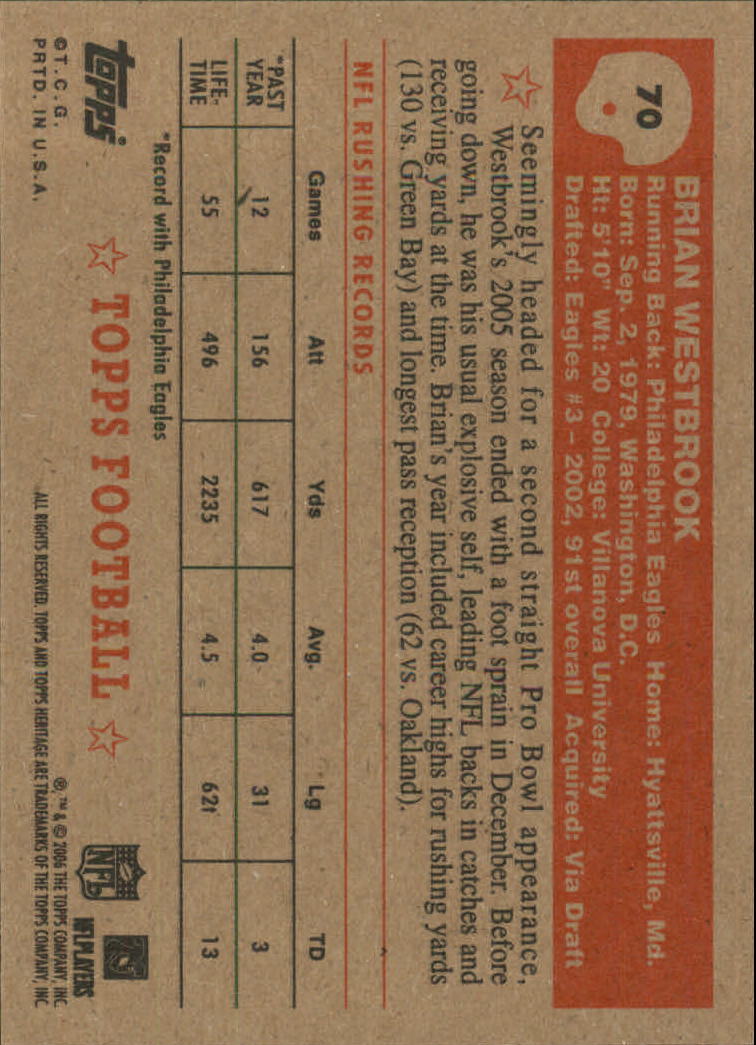 70
BRIAN WESTBROOK
Running Back: Philadelphia Eagles Home: Hyattsville, Md.
Born: Sep. 2, 1979, Washington, D.C.
Ht: 5'10" Wt: 20 College: Villanova University
Drafted: Eagles #3-2002, 91st overall Acquired: Via Draft
Seemingly headed for a second straight Pro Bowl appearance,
Westbrook's 2005 season ended with a foot sprain in December. Before
going down, he was his usual explosive self, leading NFL backs in catches and
receiving yards at the time. Brian's year included career highs for rushing yards
(130 vs. Green Bay) and longest pass reception (62 vs. Oakland).
NFL RUSHING RECORDS
Games Att Yds Avg. Lg TD
*PAST YEAR 12 156 617 4.0 31 3
LIFE-TIME 55 496 2235 4.5 62t 13
*Record with Philadelphia Eagles
topps
TOPPS FOOTBALL
NFL
NFLPLAYERS
©T.C.G.
PRTD. IN U.S.A.
®, ™ & © 2006 THE TOPPS COMPANY, INC
ALL RIGHTS RESERVED. TOPPS AND TOPPS HERITAGE ARE TRADEMARKS OF THE TOPPS COMPANY, INC